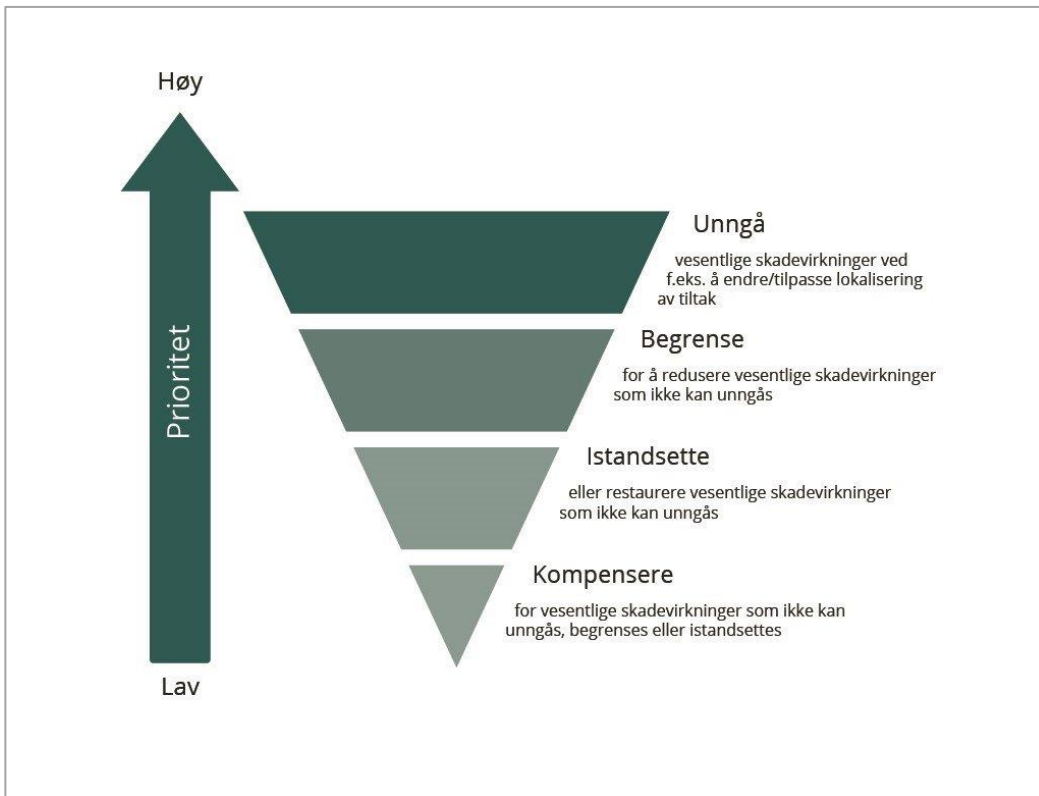 Høy
Prioritet
Lav
Unngå
vesentlige skadevirkninger ved
f.eks. å endre/tilpasse lokalisering
av tiltak
Begrense
for å redusere vesentlige skadevirkninger
som ikke kan unngås
Istandsette
eller restaurere vesentlige skadevirkninger
som ikke kan unngås
Kompensere
for vesentlige skadevirkninger som ikke kan
unngås, begrenses eller istandsettes